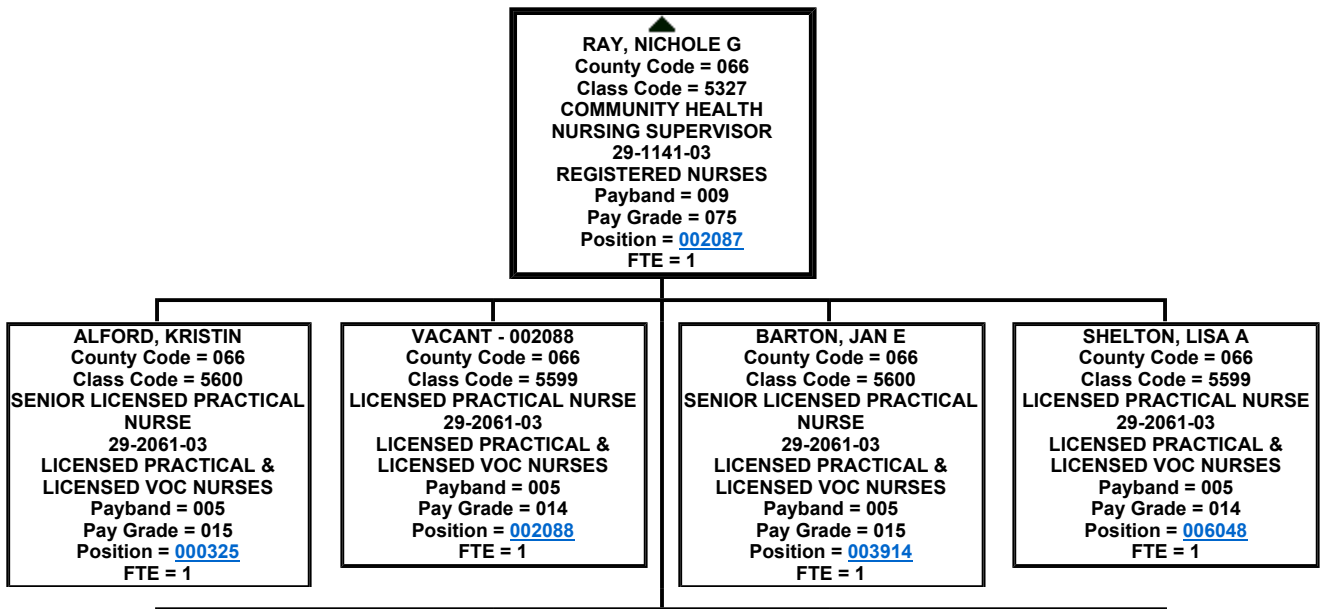 RAY, NICHOLE G
County Code = 066
Class Code = 5327
COMMUNITY HEALTH
NURSING SUPERVISOR
29-1141-03
REGISTERED NURSES
Payband = 009
Pay Grade = 075
Position = 002087
FTE = 1
ALFORD, KRISTIN
County Code = 066
Class Code = 5600
SENIOR LICENSED PRACTICAL
NURSE
29-2061-03
LICENSED PRACTICAL &
LICENSED VOC NURSES
Payband = 005
Pay Grade = 015
Position = 000325
FTE = 1
VACANT - 002088
County Code = 066
Class Code = 5599
LICENSED PRACTICAL NURSE
29-2061-03
LICENSED PRACTICAL &
LICENSED VOC NURSES
Payband = 005
Pay Grade = 014
Position = 002088
FTE = 1
BARTON, JAN E
County Code = 066
Class Code = 5600
SENIOR LICENSED PRACTICAL
NURSE
29-2061-03
LICENSED PRACTICAL &
LICENSED VOC NURSES
Payband = 005
Pay Grade = 015
Position = 003914
FTE = 1
SHELTON, LISA A
County Code = 066
Class Code = 5599
LICENSED PRACTICAL NURSE
29-2061-03
LICENSED PRACTICAL &
LICENSED VOC NURSES
Payband = 005
Pay Grade = 014
Position = 006048
FTE = 1